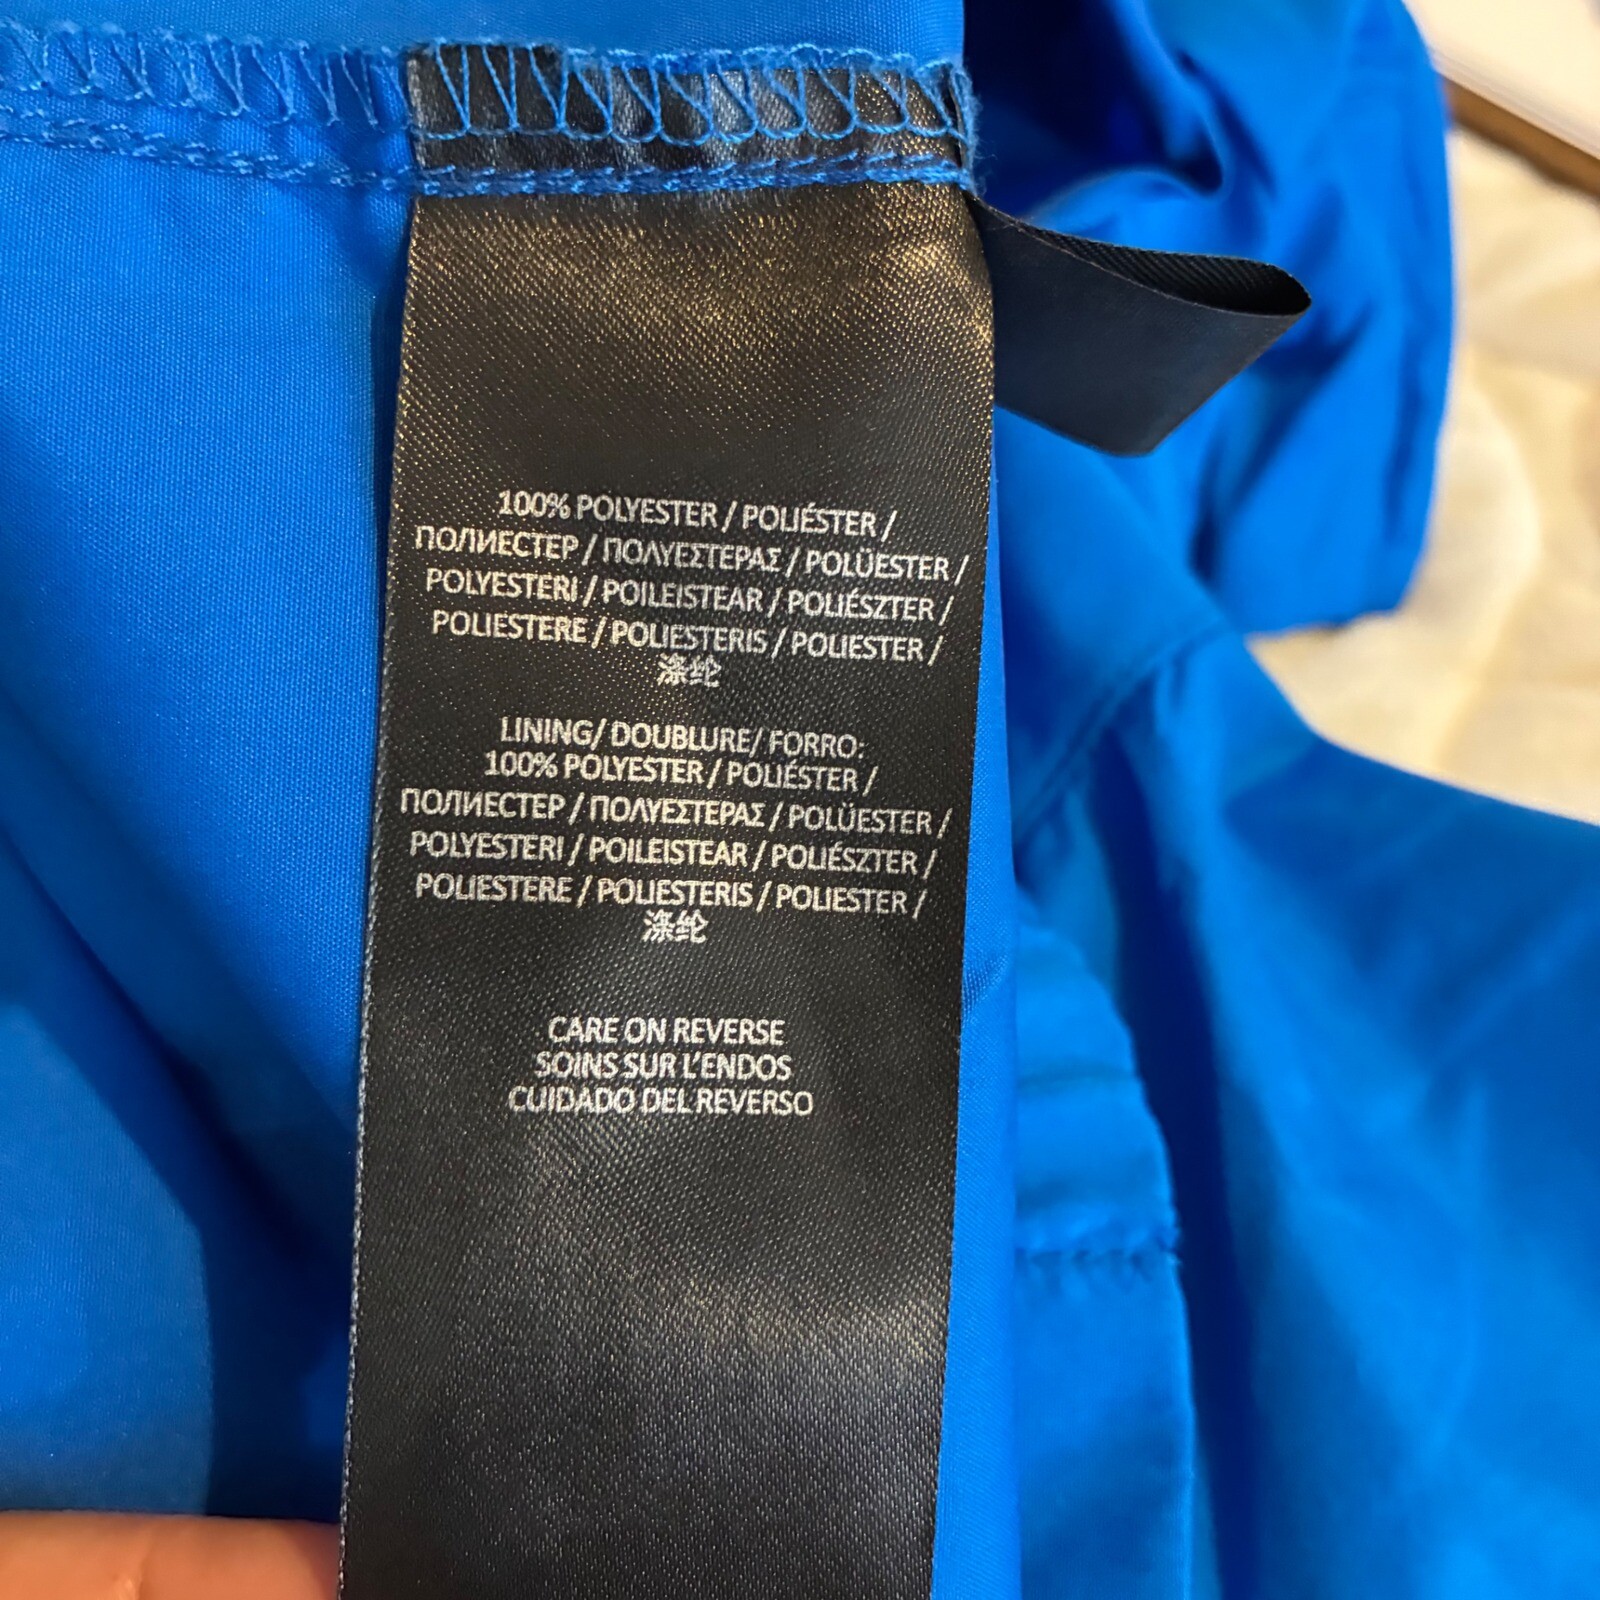 100% POLYESTER / POLIÉSTER /
ПОЛИЕСТЕР / ΠΟΛΥΕΣΤΕΡΑΣ / POLÜESTER /
POLYESTERI / POILEISTEAR / POLIÉSZTER /
POLIESTERE / POLIESTERIS / POLIESTER /
涤纶
LINING/ DOUBLURE/ FORRO:
100% POLYESTER / POLIÉSTER /
ПОЛИЕСТЕР / ΠΟΛΥΕΣΤΕΡΑΣ / POLÜESTER /
POLYESTERI / POILEISTEAR / POLIÉSZTER /
POLIESTERE / POLIESTERIS / POLIESTER /
涤纶
CARE ON REVERSE
SOINS SUR L'ENDOS
CUIDADO DEL REVERSO